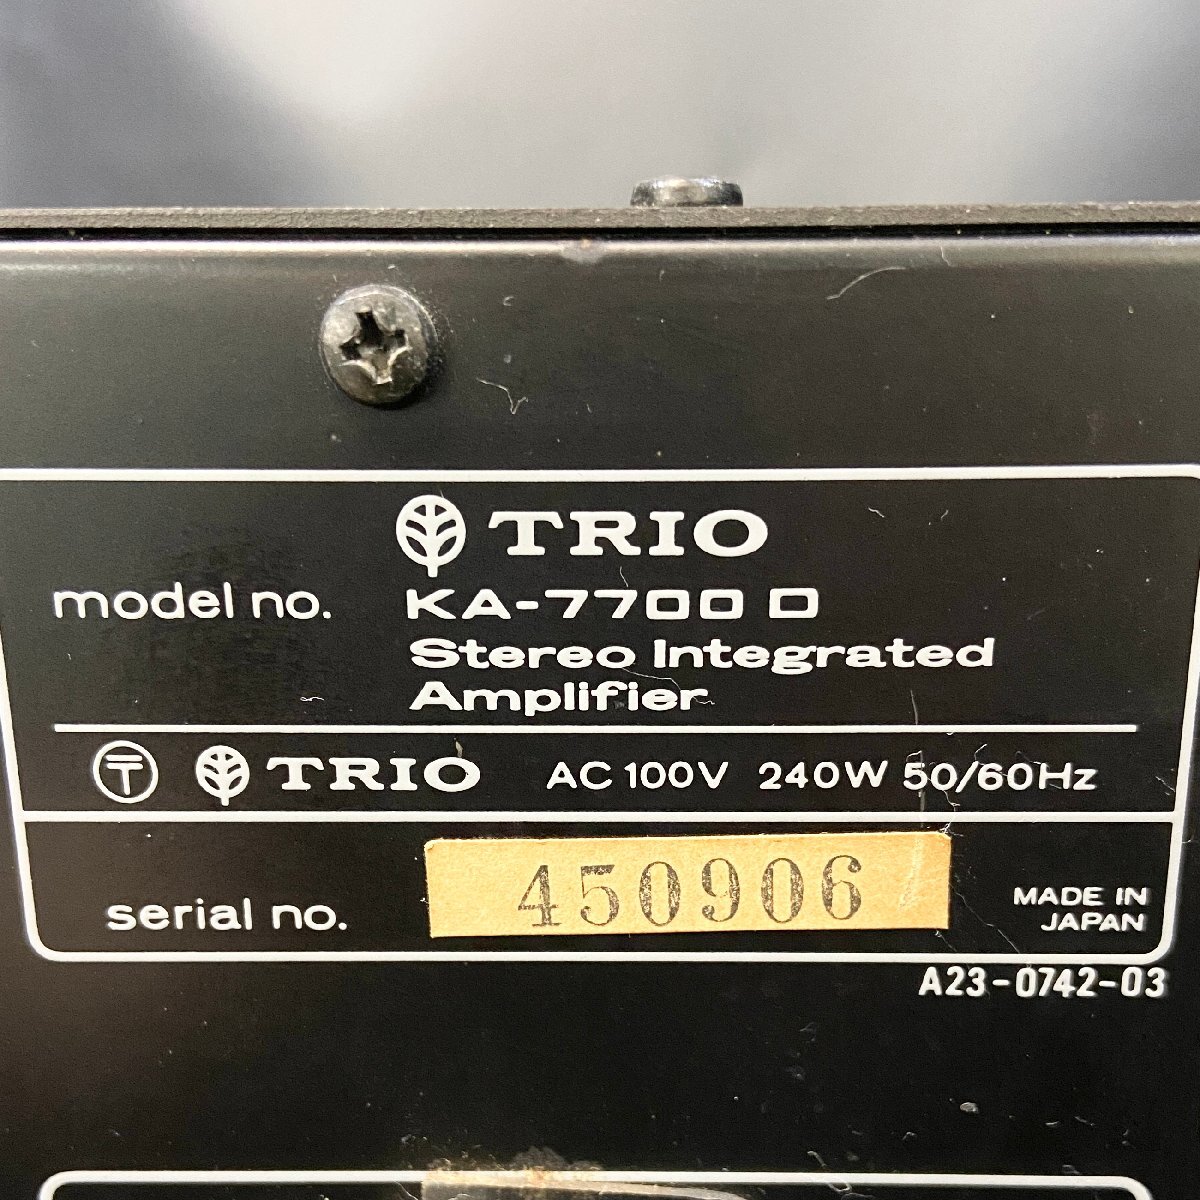 TRIO
model no. KA-7700 D
Stereo Integrated
Amplifier
〒 TRIO AC 100V 240W 50/60Hz
serial no. 450906
MADE IN
JAPAN
A23-0742-03